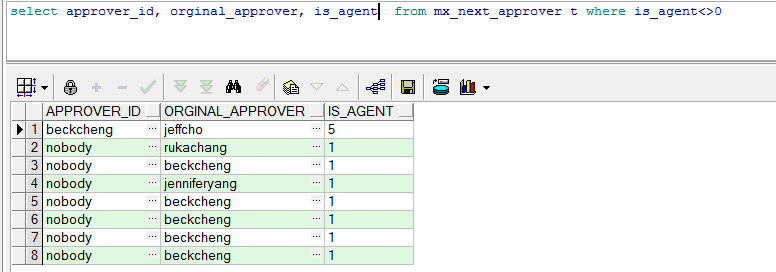 select approver_id, orginal_approver, is_agent from mx_next_approver t where is_agent<>0
APPROVER_ID ORGINAL_APPROVER IS_AGENT
1 beckcheng ... jeffcho ... 5
2 nobody ... rukachang ... 1
3 nobody ... beckcheng ... 1
4 nobody ... jenniferyang ... 1
5 nobody ... beckcheng ... 1
6 nobody ... beckcheng ... 1
7 nobody ... beckcheng ... 1
8 nobody ... beckcheng ... 1